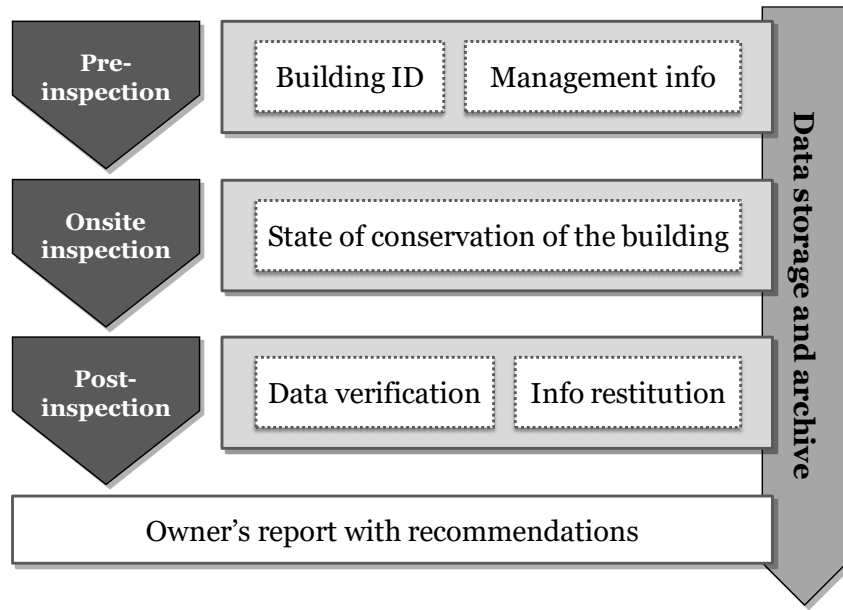 Pre-
inspection
Building ID
Management info
Onsite
inspection
State of conservation of the building
Post-
inspection
Data verification
Info restitution
Owner’s report with recommendations
Data storage and archive